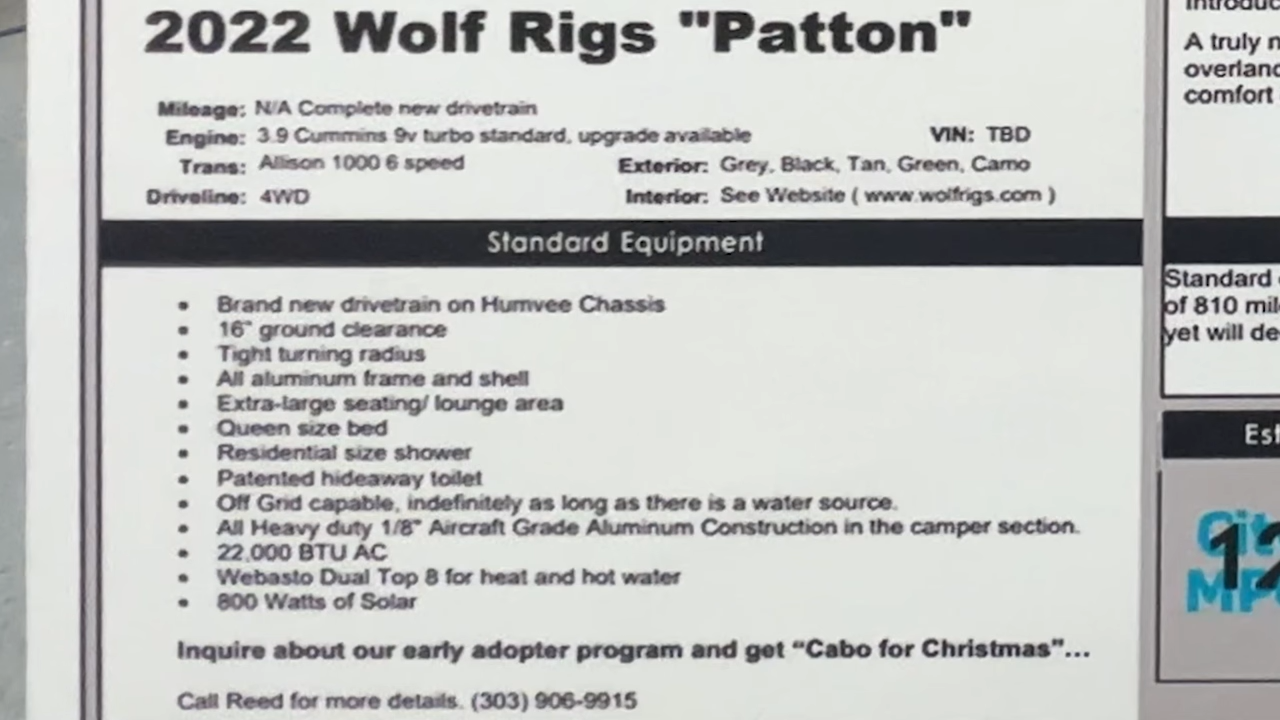 2022 Wolf Rigs "Patton"
Mileage: N/A Complete new drivetrain
Engine: 3.9 Cummins 9v turbo standard, upgrade available
VIN: TBD
Trans: Allison 1000 6 speed
Exterior: Grey, Black, Tan, Green, Camo
Driveline: 4WD
Interior: See Website ( www.wolfrigs.com )
Standard Equipment
• Brand new drivetrain on Humvee Chassis
• 16" ground clearance
• Tight turning radius
• All aluminum frame and shell
• Extra-large seating/ lounge area
• Queen size bed
• Residential size shower
• Patented hideaway toilet
• Off Grid capable, indefinitely as long as there is a water source.
• All Heavy duty 1/8" Aircraft Grade Aluminum Construction in the camper section.
• 22,000 BTU AC
• Webasto Dual Top 8 for heat and hot water
• 800 Watts of Solar
Inquire about our early adopter program and get “Cabo for Christmas”...
Call Reed for more details. (303) 906-9915
A truly
comfort
Standard
of 810
yet will
12